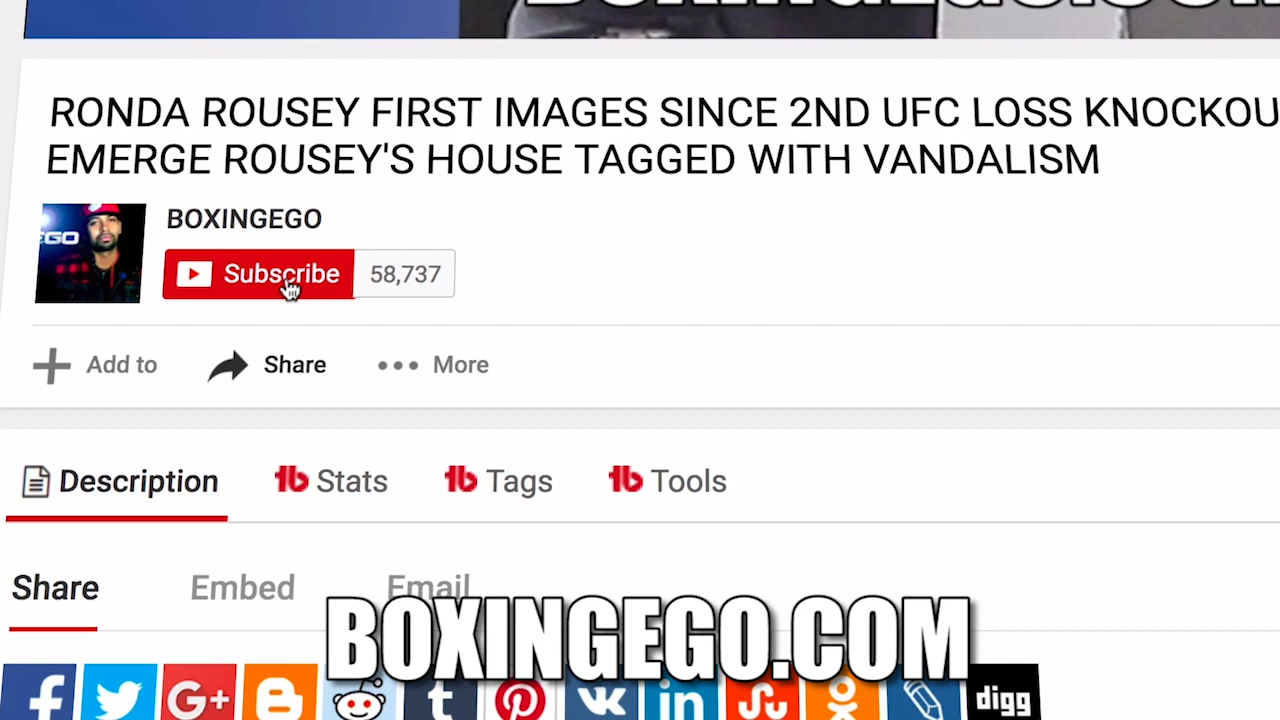 RONDA ROUSEY FIRST IMAGES SINCE 2ND UFC LOSS
EMERGE ROUSEY'S HOUSE TAGGED WITH VANDALISM
EGO
BOXINGEGO
Subscribe 58,737
Add to Share More
Description Stats Tags Tools
Share Embed Email
BOXINGEGO.COM
digg